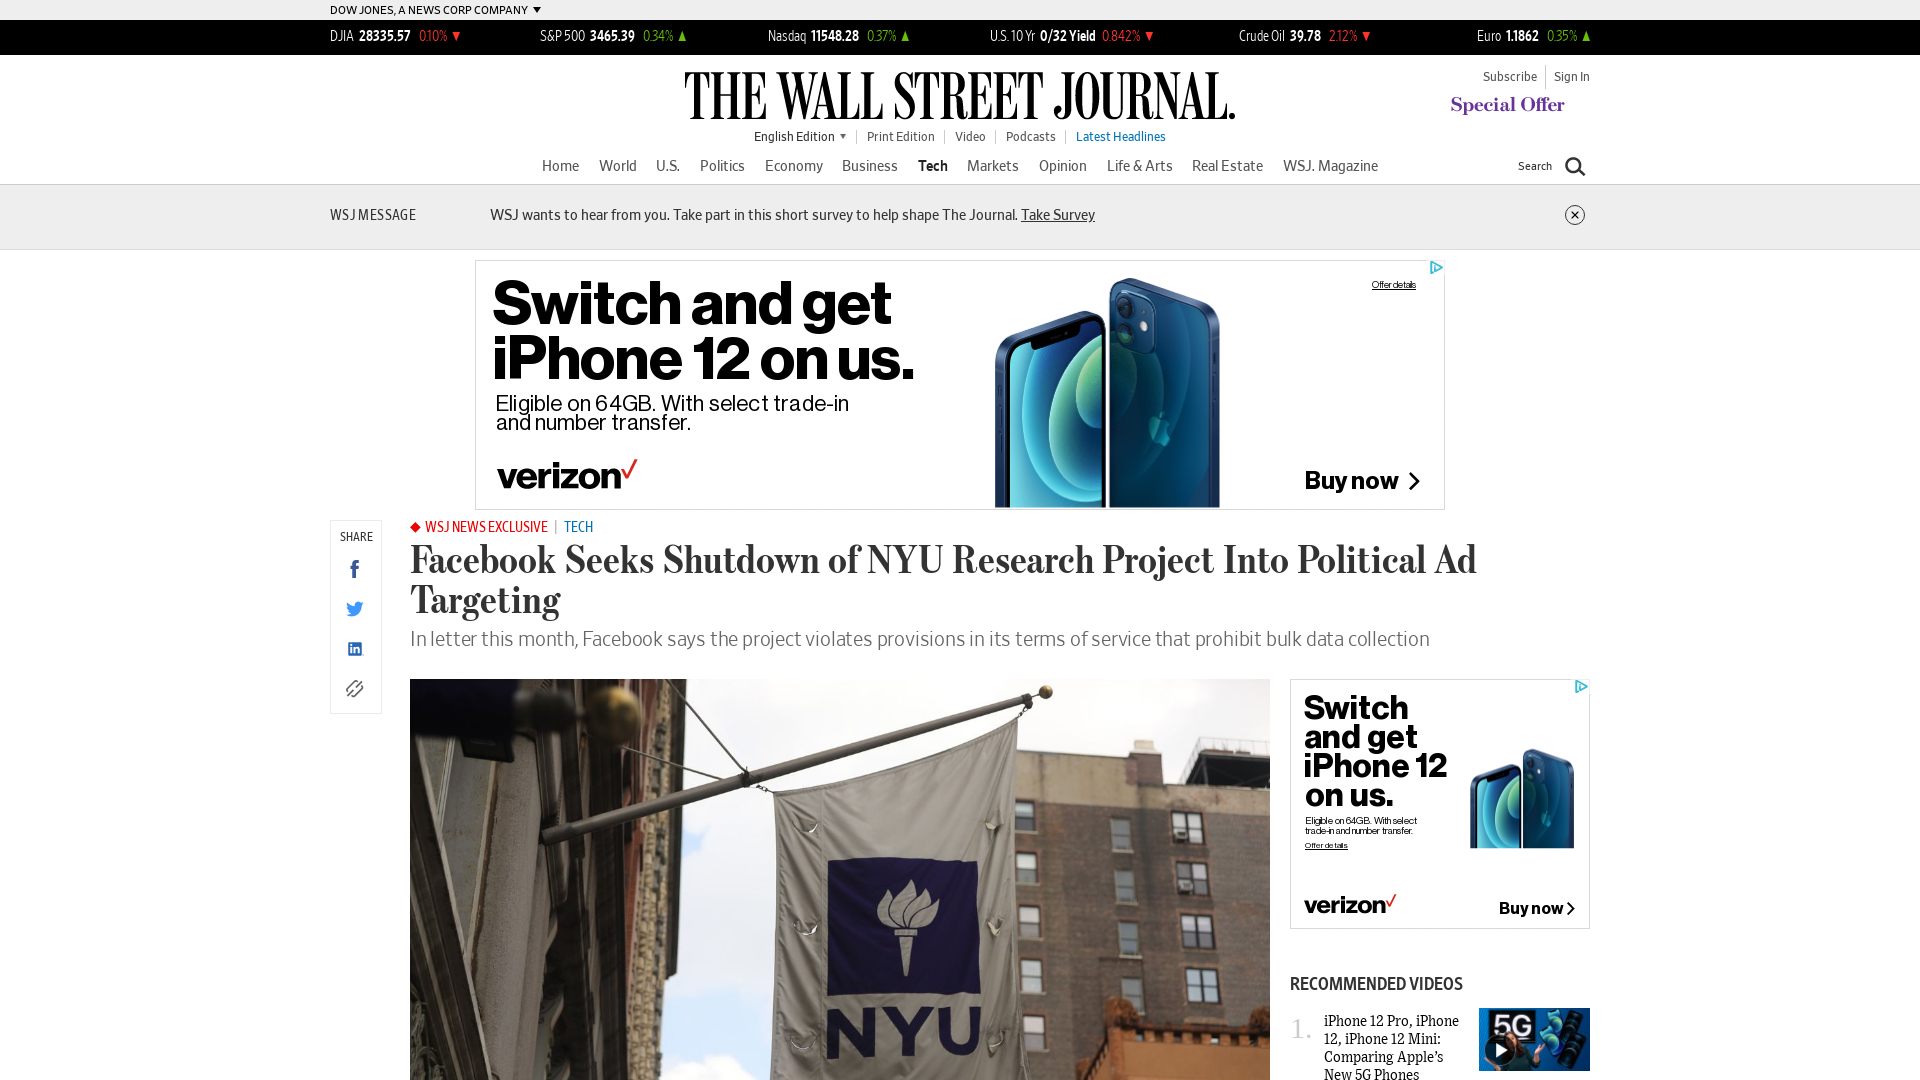 DOW JONES, A NEWS CORP COMPANY
DJIA 28335.57 0.10% S&P 500 3465.39 0.34% Nasdaq 11548.28 0.37% U.S. 10 Yr 0/32 Yield 0.842% Crude Oil 39.78 2.12% Euro 1.1862 0.35%
Subscribe Sign In
THE WALL STREET JOURNAL.
Special Offer
English Edition Print Edition Video Podcasts Latest Headlines
Home World U.S. Politics Economy Business Tech Markets Opinion Life & Arts Real Estate WSJ. Magazine Search
WSJ MESSAGE WSJ wants to hear from you. Take part in this short survey to help shape The Journal. Take Survey
Offer details
Switch and get
iPhone 12 on us.
Eligible on 64GB. With select trade-in
and number transfer.
verizon Buy now
SHARE
WSJ NEWS EXCLUSIVE | TECH
Facebook Seeks Shutdown of NYU Research Project Into Political Ad
Targeting
In letter this month, Facebook says the project violates provisions in its terms of service that prohibit bulk data collection
NYU
Switch
and get
iPhone 12
on us.
Eligible on 64GB. With select
trade-in and number transfer.
Offer details
verizon Buy now
RECOMMENDED VIDEOS
1. iPhone 12 Pro, iPhone
12, iPhone 12 Mini:
Comparing Apple’s
New 5G Phones
5G